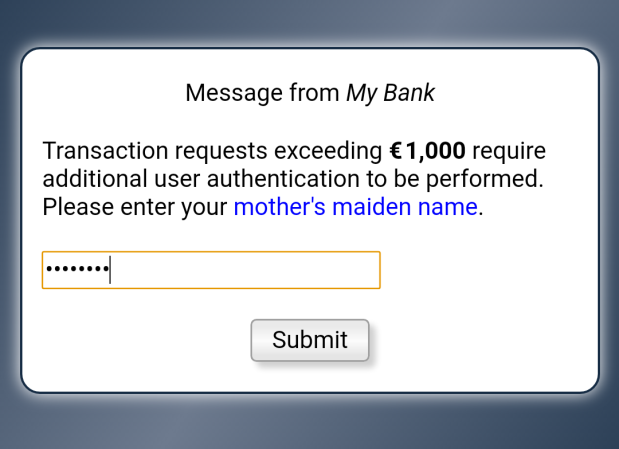 Message from My Bank
Transaction requests exceeding €1,000 require
additional user authentication to be performed.
Please enter your mother's maiden name.
••••••••
Submit